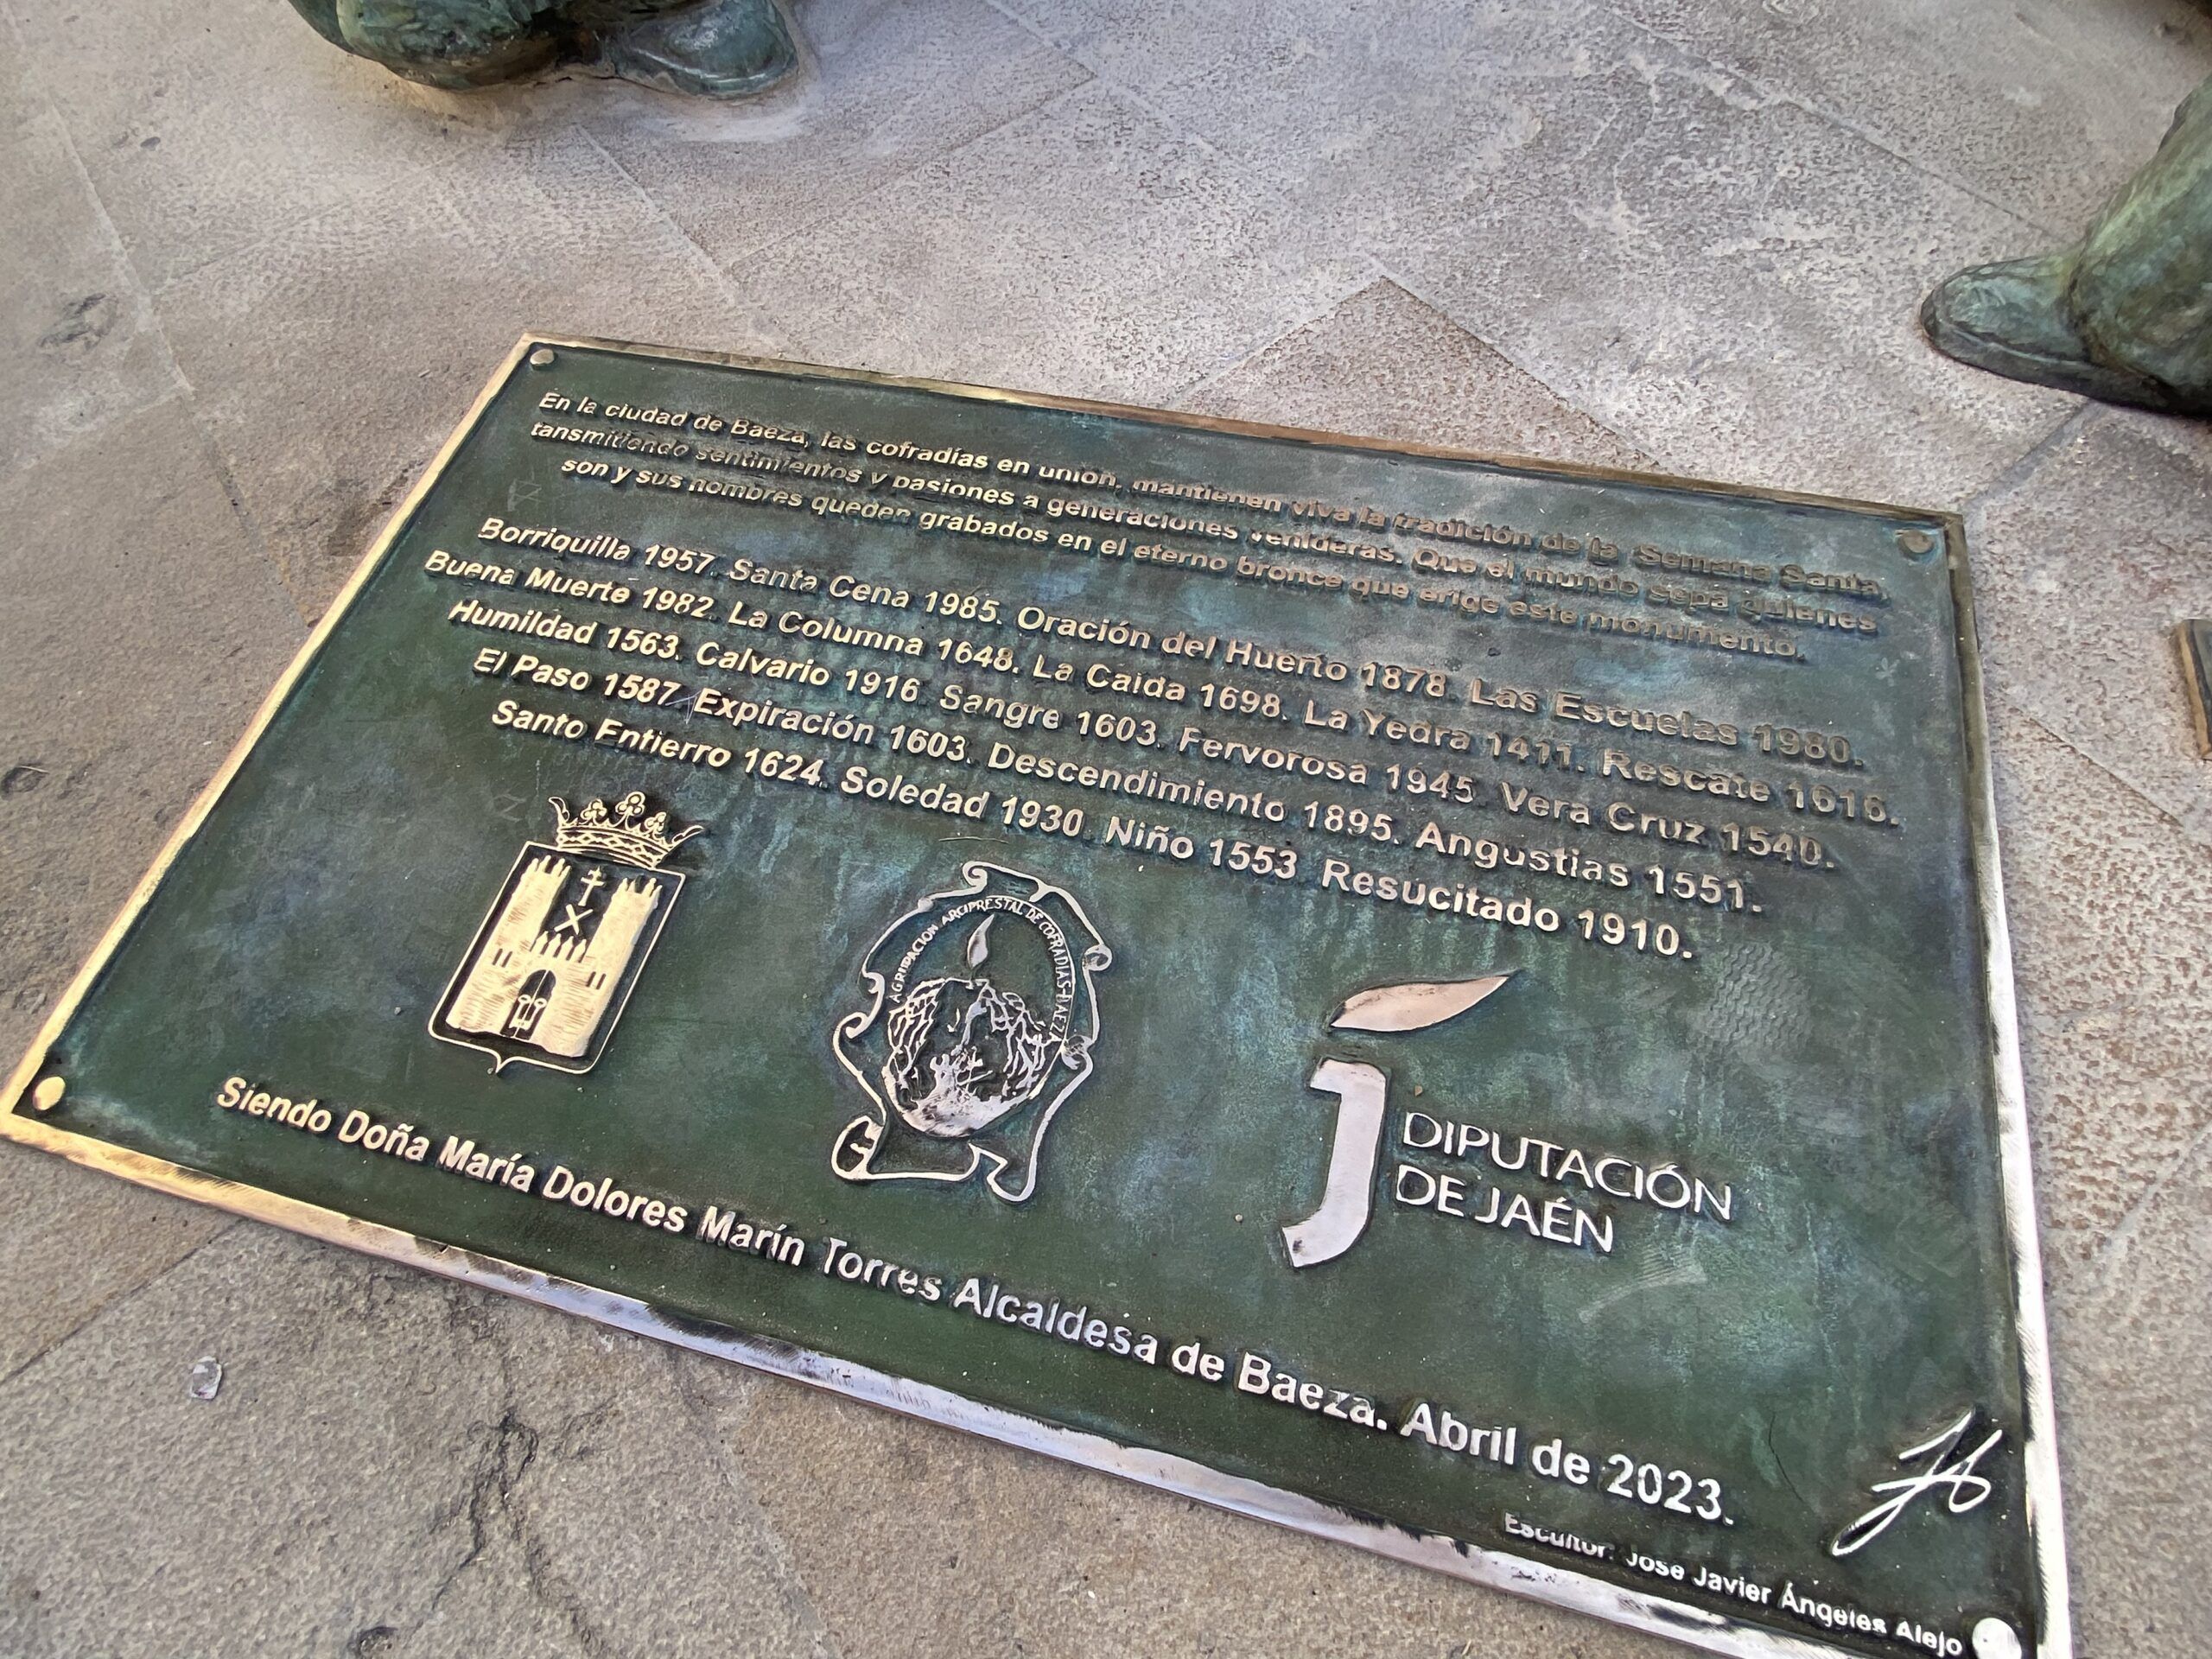 En la ciudad de Baeza, las cofradías en unión, mantienen viva la tradición de la Semana Santa,
tansmitiendo sentimientos y pasiones a generaciones venideras. Que el mundo sepa quienes
son y sus nombres queden grabados en el eterno bronce que erige este monumento.
Borriquilla 1957. Santa Cena 1985. Oración del Huerto 1878. Las Escuelas 1980.
Buena Muerte 1982. La Columna 1648. La Caída 1698. La Yedra 1411. Rescate 1616.
Humildad 1563. Calvario 1916. Sangre 1603. Fervorosa 1945. Vera Cruz 1540.
El Paso 1587. Expiración 1603. Descendimiento 1895. Angustias 1551.
Santo Entierro 1624. Soledad 1930. Niño 1553. Resucitado 1910.
AGRUPACION ARCIPRESTAL DE COFRADIAS-BAEZA
DIPUTACIÓN
DE JAÉN
Siendo Doña María Dolores Marín Torres Alcaldesa de Baeza. Abril de 2023.
Escultor: José Javier Ángeles Alejo